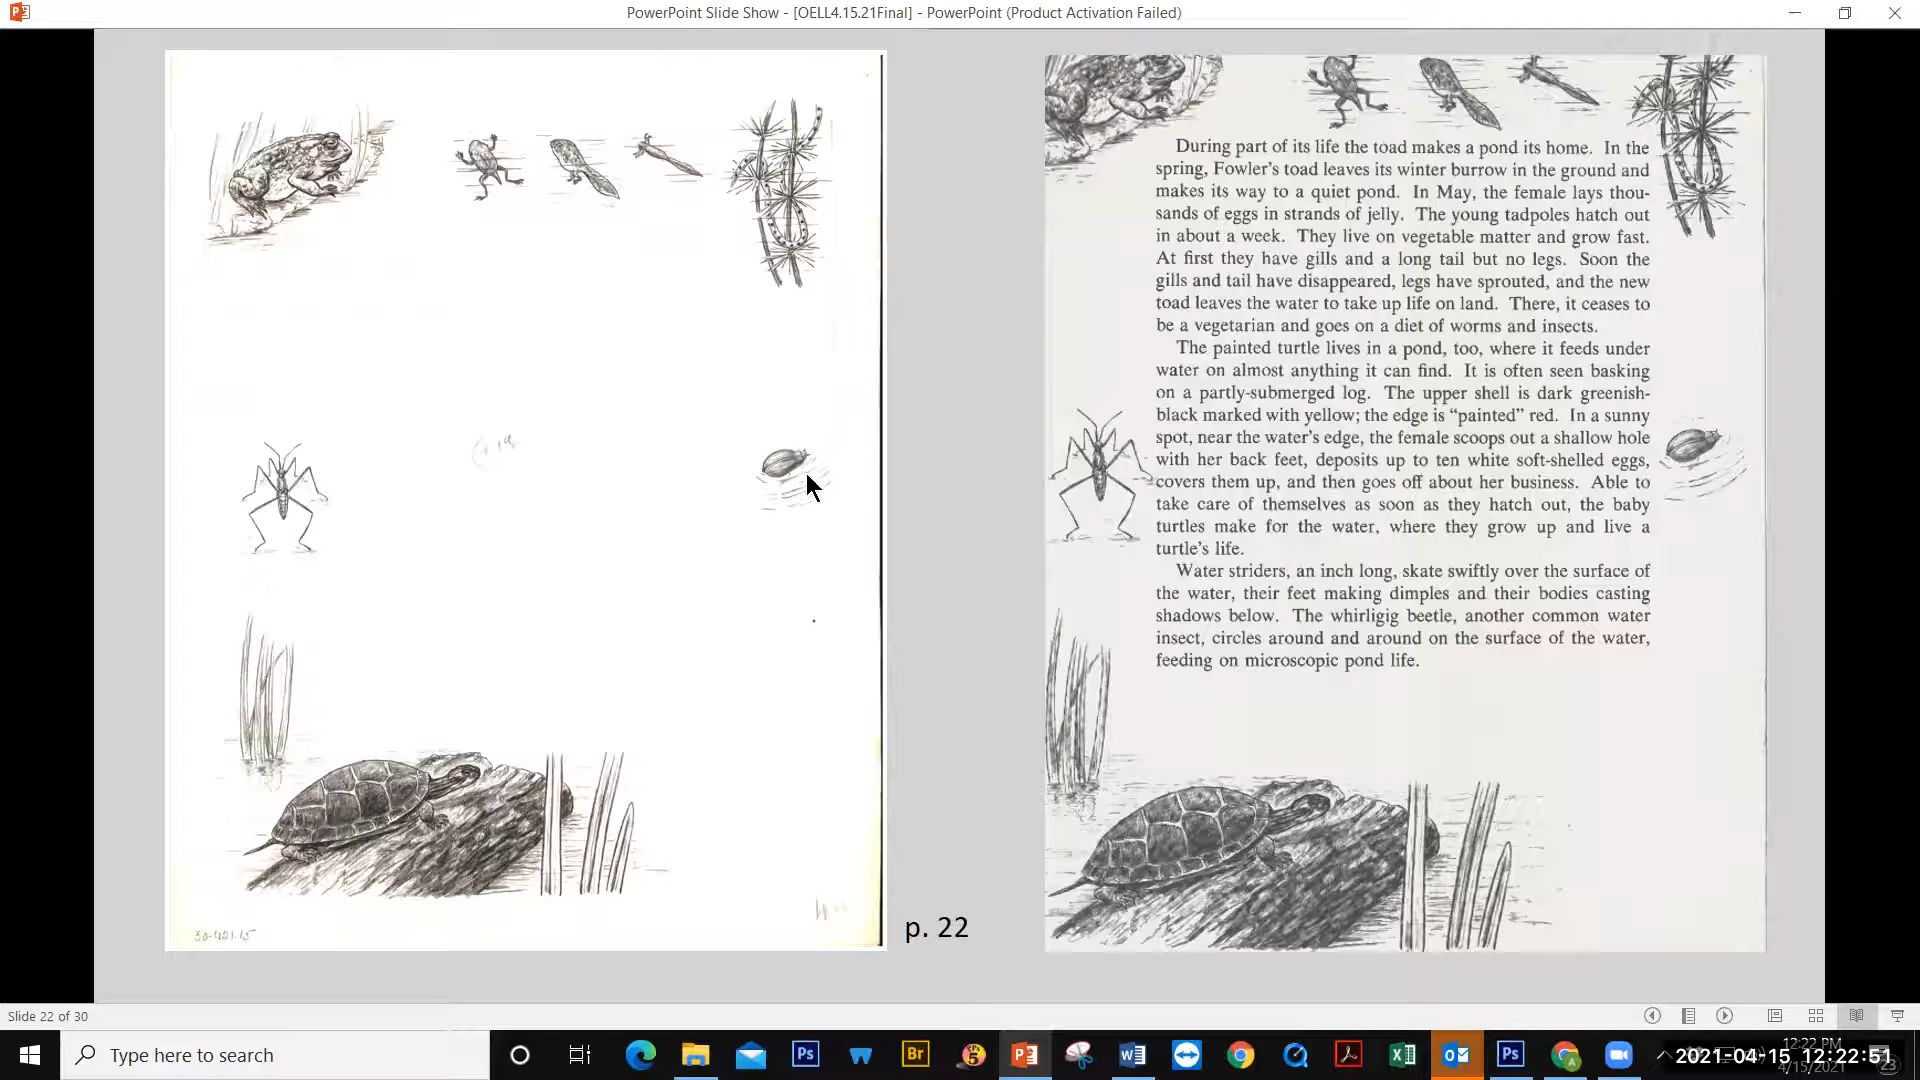 PowerPoint Slide Show - [OELL4.15.21Final] - PowerPoint (Product Activation Failed)
During part of its life the toad makes a pond its home. In the
spring, Fowler's toad leaves its winter burrow in the ground and
makes its way to a quiet pond. In May, the female lays thou-
sands of eggs in strands of jelly. The young tadpoles hatch out
in about a week. They live on vegetable matter and grow fast.
At first they have gills and a long tail but no legs. Soon the
gills and tail have disappeared, legs have sprouted, and the new
toad leaves the water to take up life on land. There, it ceases to
be a vegetarian and goes on a diet of worms and insects.
The painted turtle lives in a pond, too, where it feeds under
water on almost anything it can find. It is often seen basking
on a partly-submerged log. The upper shell is dark greenish-
black marked with yellow; the edge is "painted" red. In a sunny
spot, near the water's edge, the female scoops out a shallow hole
with her back feet, deposits up to ten white soft-shelled eggs,
covers them up, and then goes off about her business. Able to
take care of themselves as soon as they hatch out, the baby
turtles make for the water, where they grow up and live a
turtle's life.
Water striders, an inch long, skate swiftly over the surface of
the water, their feet making dimples and their bodies casting
shadows below. The whirligig beetle, another common water
insect, circles around and around on the surface of the water,
feeding on microscopic pond life.
p. 22
Slide 22 of 30
Type here to search
Ps
Br
5
12:22 PM
4/15/2021
2021-04-15 12:22:51
23